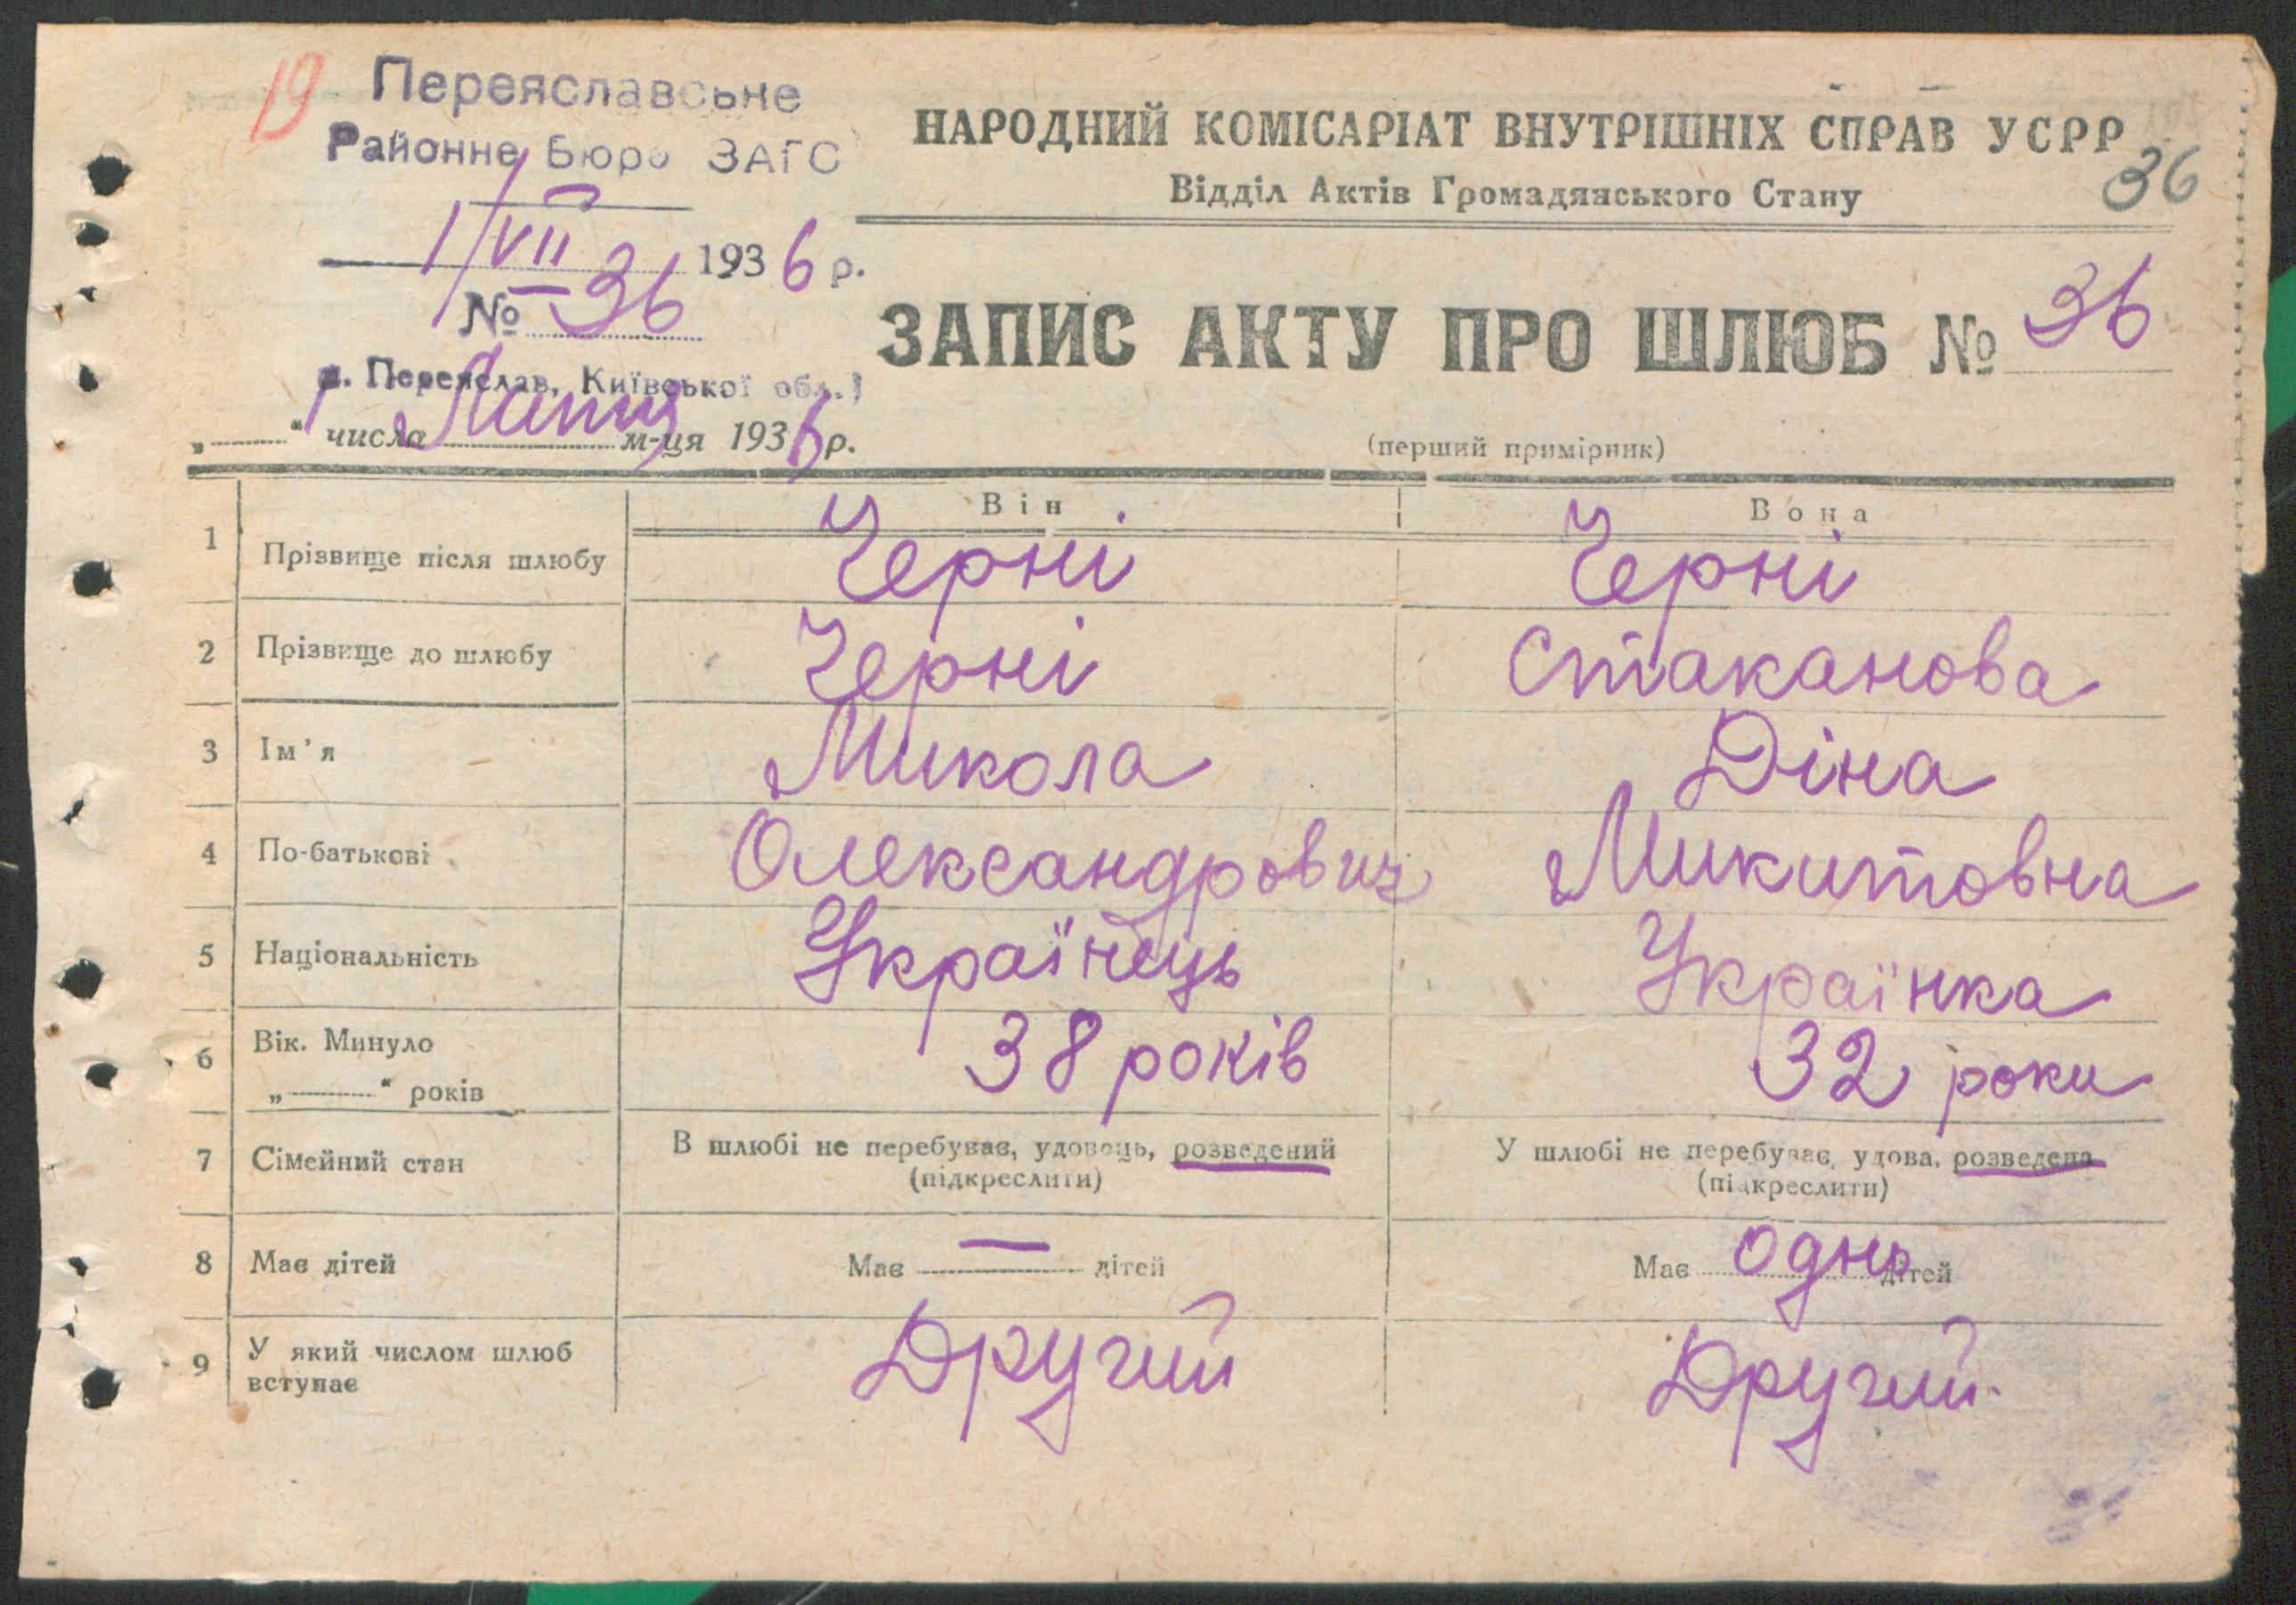 19
Переяславське
Районне Бюро ЗАГС
НАРОДНИЙ КОМІСАРІАТ ВНУТРІШНІХ СПРАВ УСРР
Відділ Актів Громадянського Стану
36
1/VII 1936 р.
№ 36
м. Переяслав, Київської обл.
ЗАПИС АКТУ ПРО ШЛЮБ № 36
„1“ числа Липня м-ця 1936 р.
(перший примірник)
Він Вона
1 Прізвище після шлюбу Черні Черні
2 Прізвище до шлюбу Черні Стаканова
3 Ім'я Микола Діна
4 По-батькові Олександрович Микитовна
5 Національність Українець Українка
6 Вік. Минуло
„ “ років 38 років 32 роки
7 Сімейний стан В шлюбі не перебуває, удовець, розведений У шлюбі не перебуває, удова, розведена
(підкреслити) (підкреслити)
8 Має дітей Має — дітей Має одно дітей
9 У який числом шлюб
вступає Другий Другий.